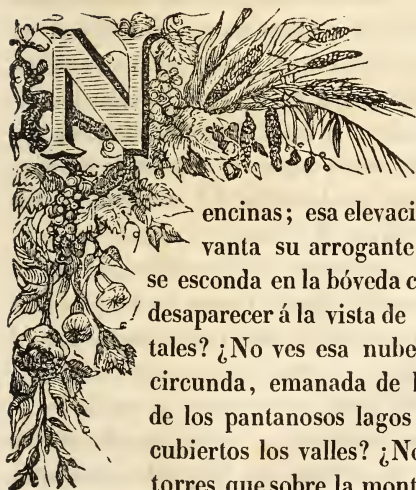 N
encinas; esa elevaci
vanta su arrogante
se esconda en la bóveda c
desaparecer á la vista de
tales? ¿No ves esa nube
circunda, emanada de l
de los pantanosos lagos
cubiertos los valles? ¿No
torres que sobre la mont